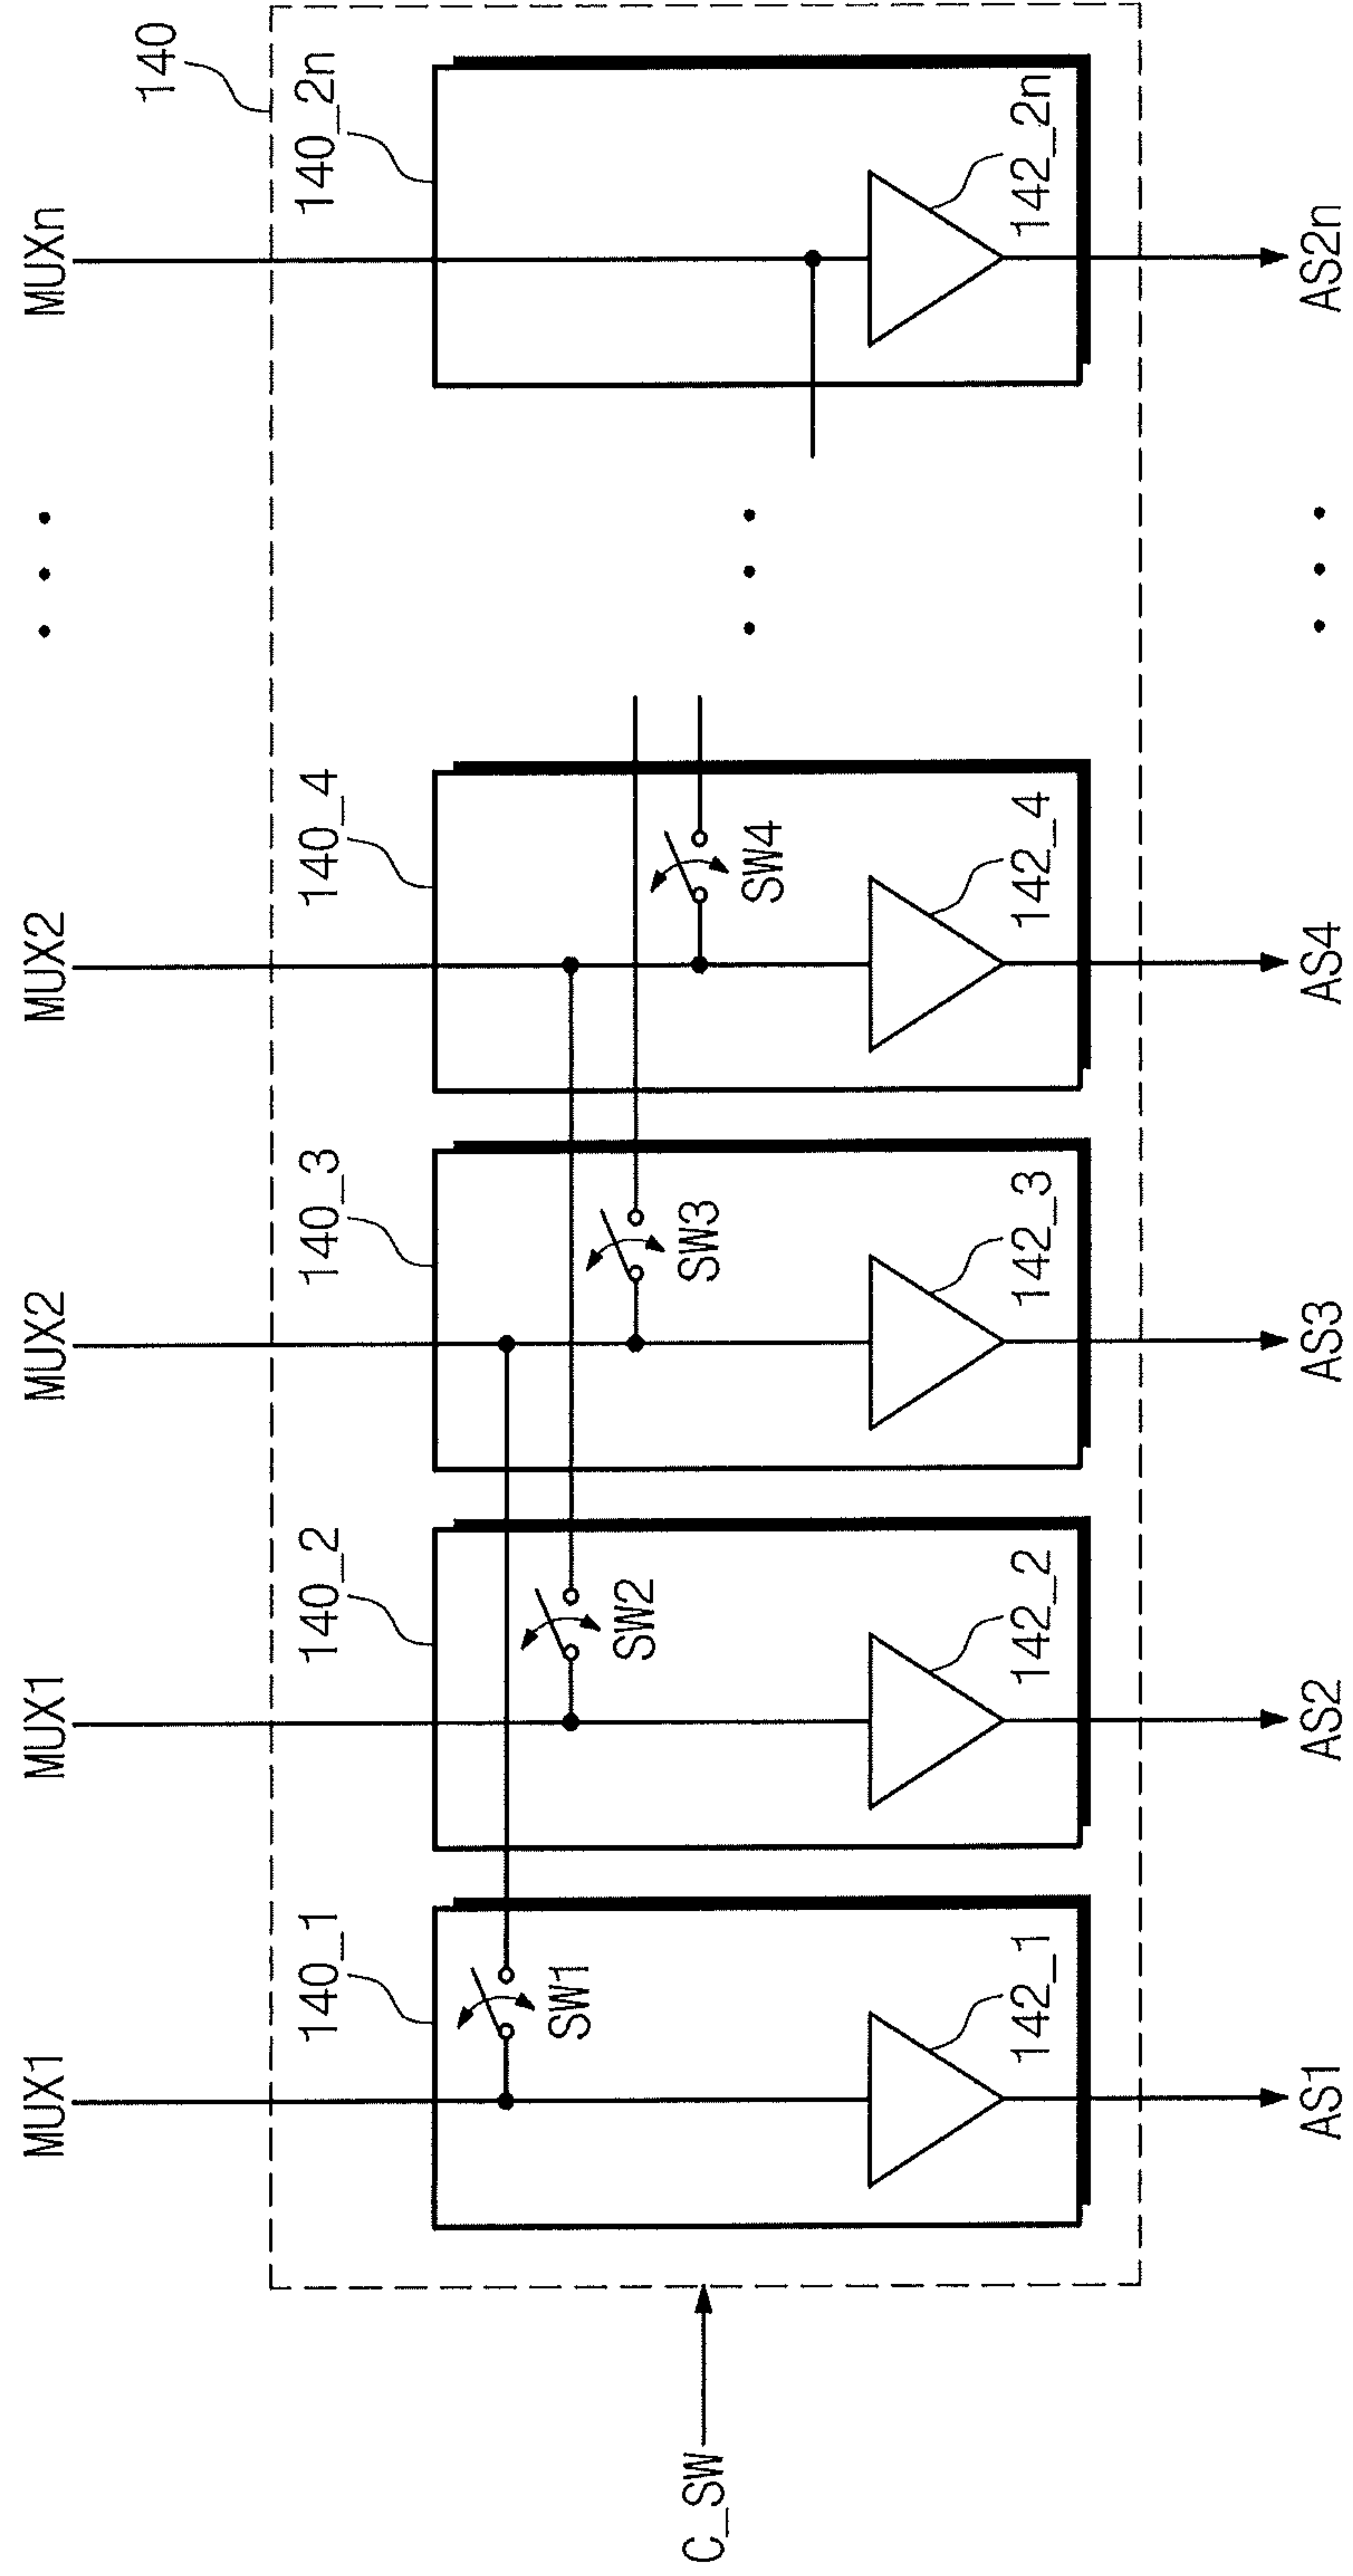 MUX1
MUX1
MUX2
MUX2
MUXn
140
140_1
140_2
140_3
140_4
140_2n
SW1
SW2
SW3
SW4
C_SW
142_1
142_2
142_3
142_4
142_2n
AS1
AS2
AS3
AS4
AS2n